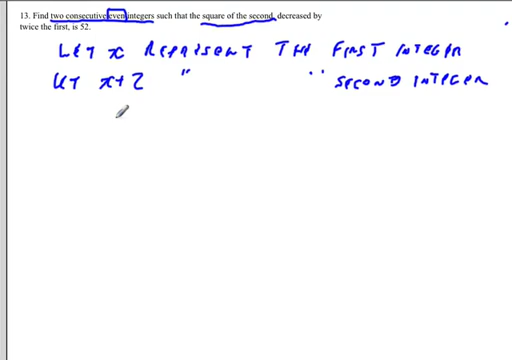 13. Find two consecutive even integers such that the square of the second, decreased by
twice the first, is 52.
LET x REPRESENT THE FIRST INTEGER
LET x+2 " " SECOND INTEGER